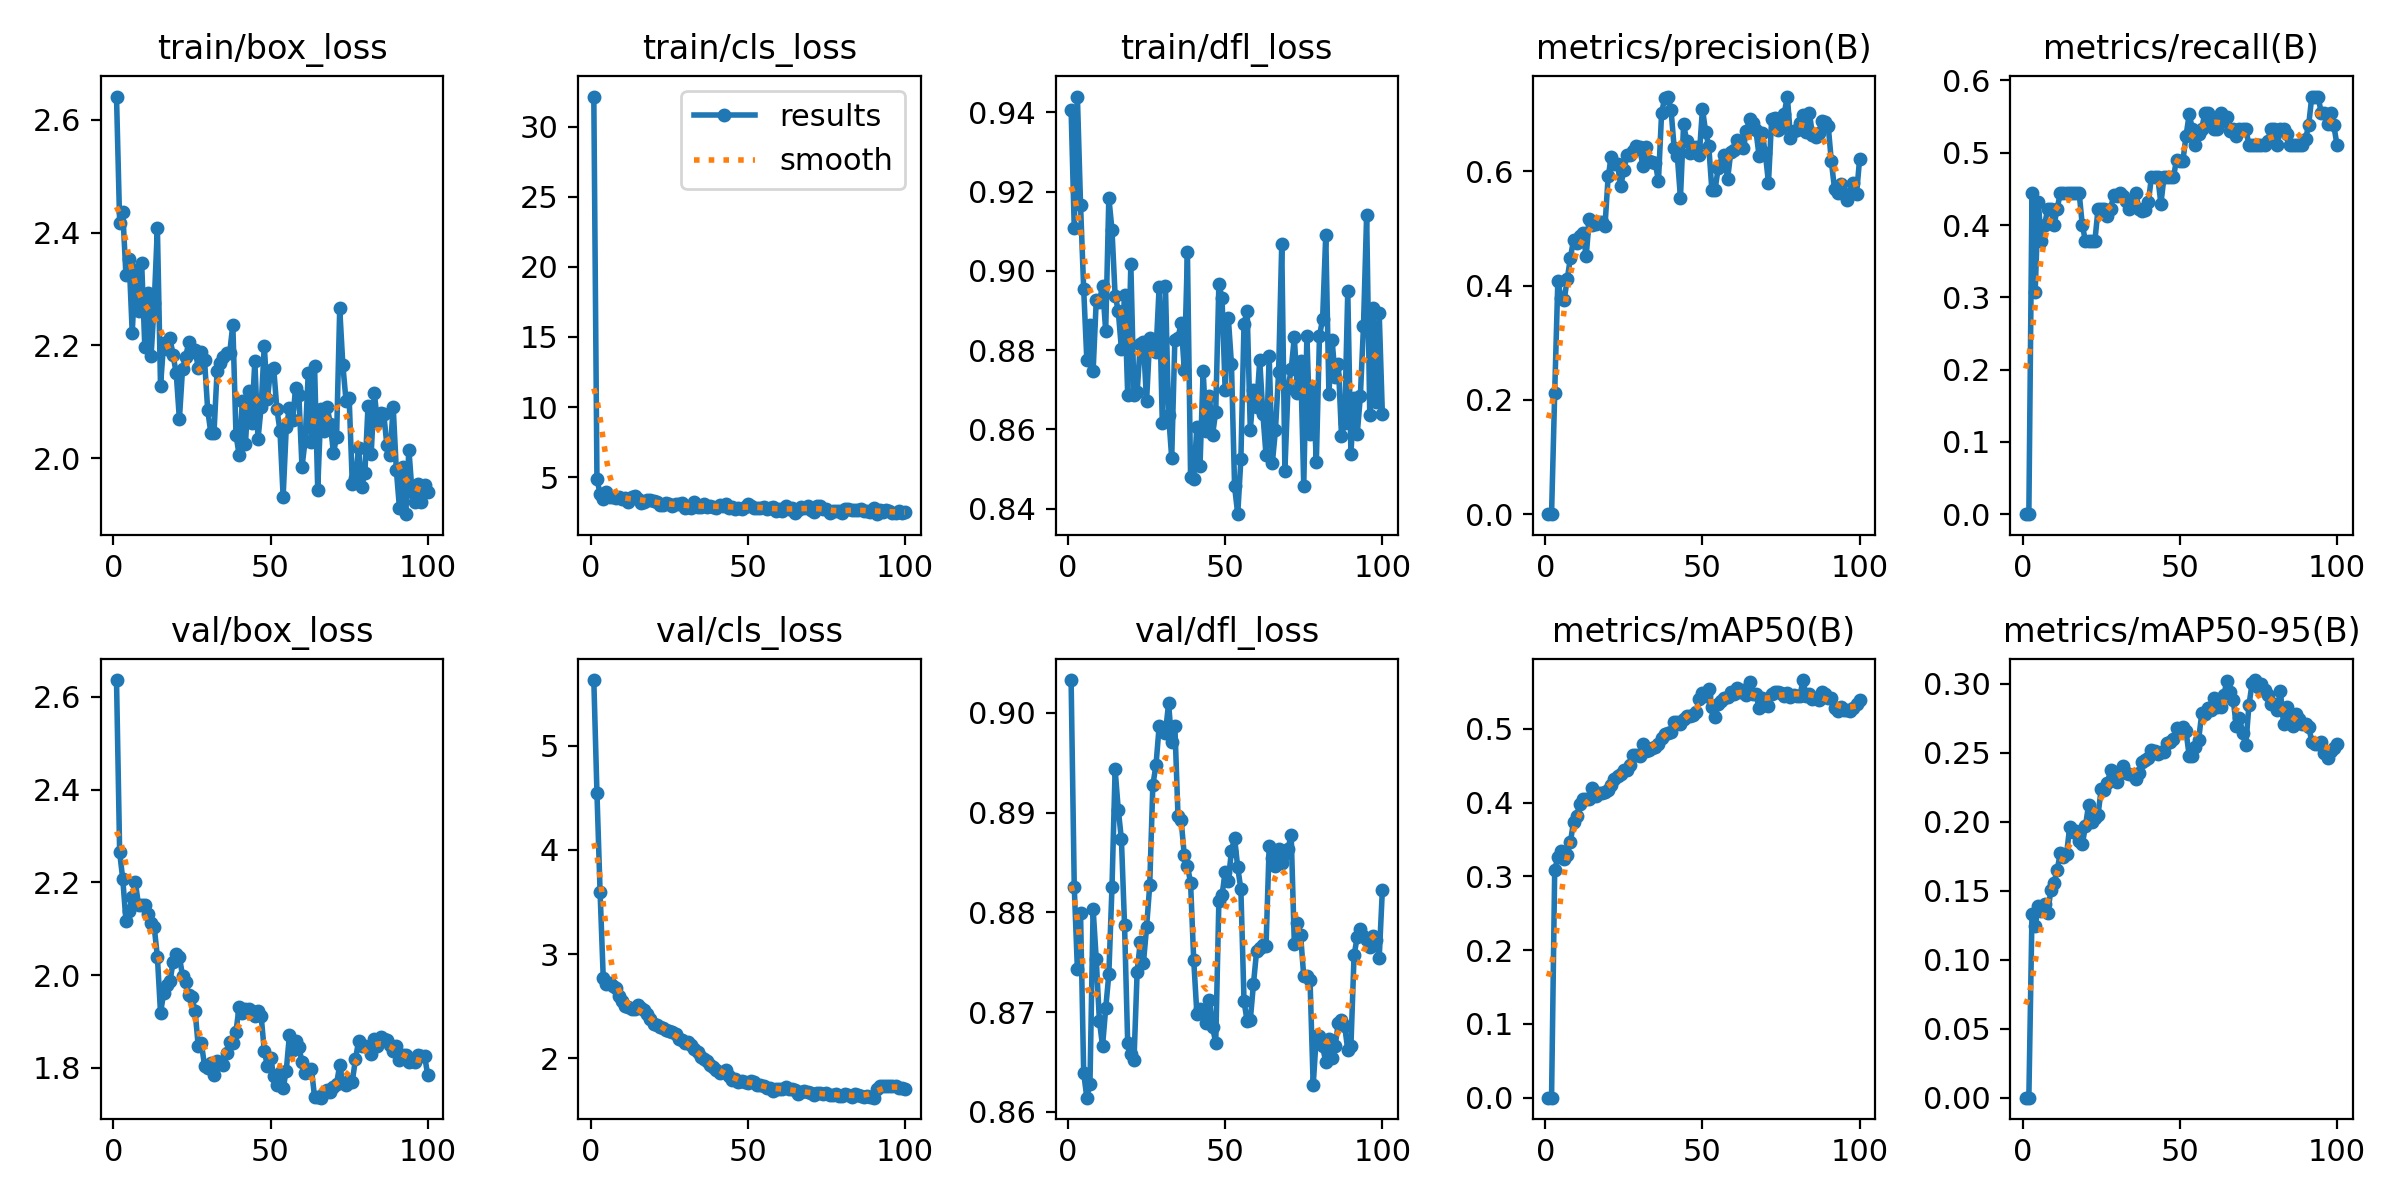 train/box_loss
2.6
2.4
2.2
2.0
0 50 100
train/cls_loss
30
25
20
15
10
5
results
smooth
0 50 100
train/dfl_loss
0.94
0.92
0.90
0.88
0.86
0.84
0 50 100
metrics/precision(B)
0.6
0.4
0.2
0.0
0 50 100
metrics/recall(B)
0.6
0.5
0.4
0.3
0.2
0.1
0.0
0 50 100
val/box_loss
2.6
2.4
2.2
2.0
1.8
0 50 100
val/cls_loss
5
4
3
2
0 50 100
val/dfl_loss
0.90
0.89
0.88
0.87
0.86
0 50 100
metrics/mAP50(B)
0.5
0.4
0.3
0.2
0.1
0.0
0 50 100
metrics/mAP50-95(B)
0.30
0.25
0.20
0.15
0.10
0.05
0.00
0 50 100